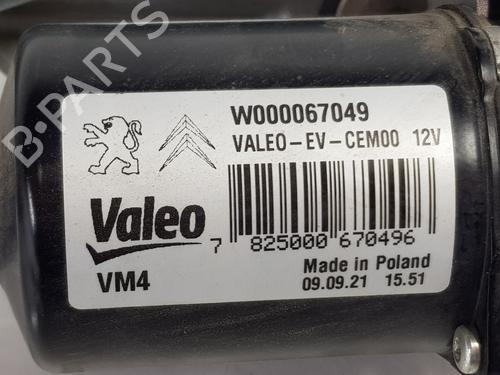 B-PARTS
W000067049
VALEO-EV-CEM00 12V
Valeo
7 825000 670496
VM4
Made in Poland
09.09.21 15.51